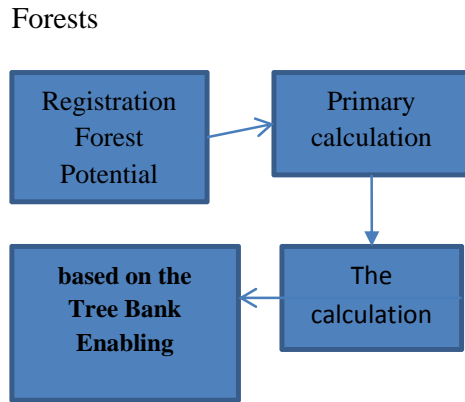 Forests
Registration
Forest
Potential
Primary
calculation
The
calculation
based on the
Tree Bank
Enabling